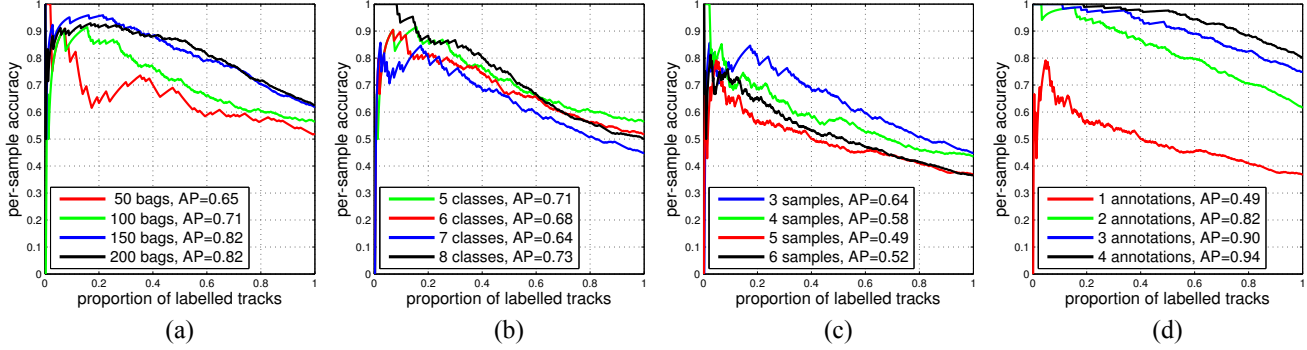 per-sample accuracy
1
0.9
0.8
0.7
0.6
0.5
0.4
0.3
0.2
0.1
0
50 bags, AP=0.65
100 bags, AP=0.71
150 bags, AP=0.82
200 bags, AP=0.82
0 0.2 0.4 0.6 0.8 1
proportion of labelled tracks
(a)
per-sample accuracy
1
0.9
0.8
0.7
0.6
0.5
0.4
0.3
0.2
0.1
0
5 classes, AP=0.71
6 classes, AP=0.68
7 classes, AP=0.64
8 classes, AP=0.73
0 0.2 0.4 0.6 0.8 1
proportion of labelled tracks
(b)
per-sample accuracy
1
0.9
0.8
0.7
0.6
0.5
0.4
0.3
0.2
0.1
0
3 samples, AP=0.64
4 samples, AP=0.58
5 samples, AP=0.49
6 samples, AP=0.52
0 0.2 0.4 0.6 0.8 1
proportion of labelled tracks
(c)
per-sample accuracy
1
0.9
0.8
0.7
0.6
0.5
0.4
0.3
0.2
0.1
0
1 annotations, AP=0.49
2 annotations, AP=0.82
3 annotations, AP=0.90
4 annotations, AP=0.94
0 0.2 0.4 0.6 0.8 1
proportion of labelled tracks
(d)